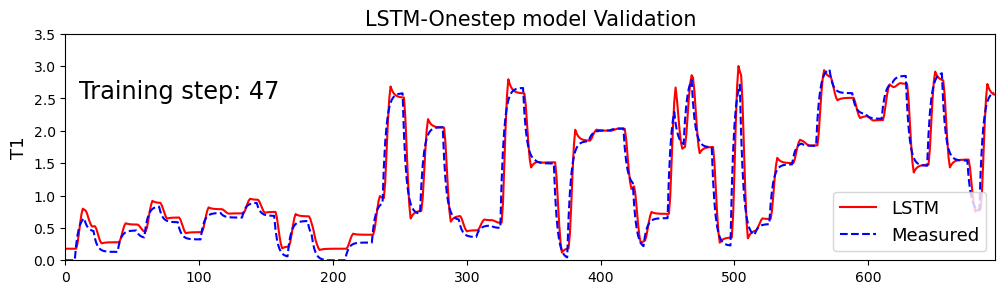 LSTM-Onestep model Validation
3.5
3.0
2.5
2.0
1.5
1.0
0.5
0.0
T1
Training step: 47
LSTM
Measured
0 100 200 300 400 500 600